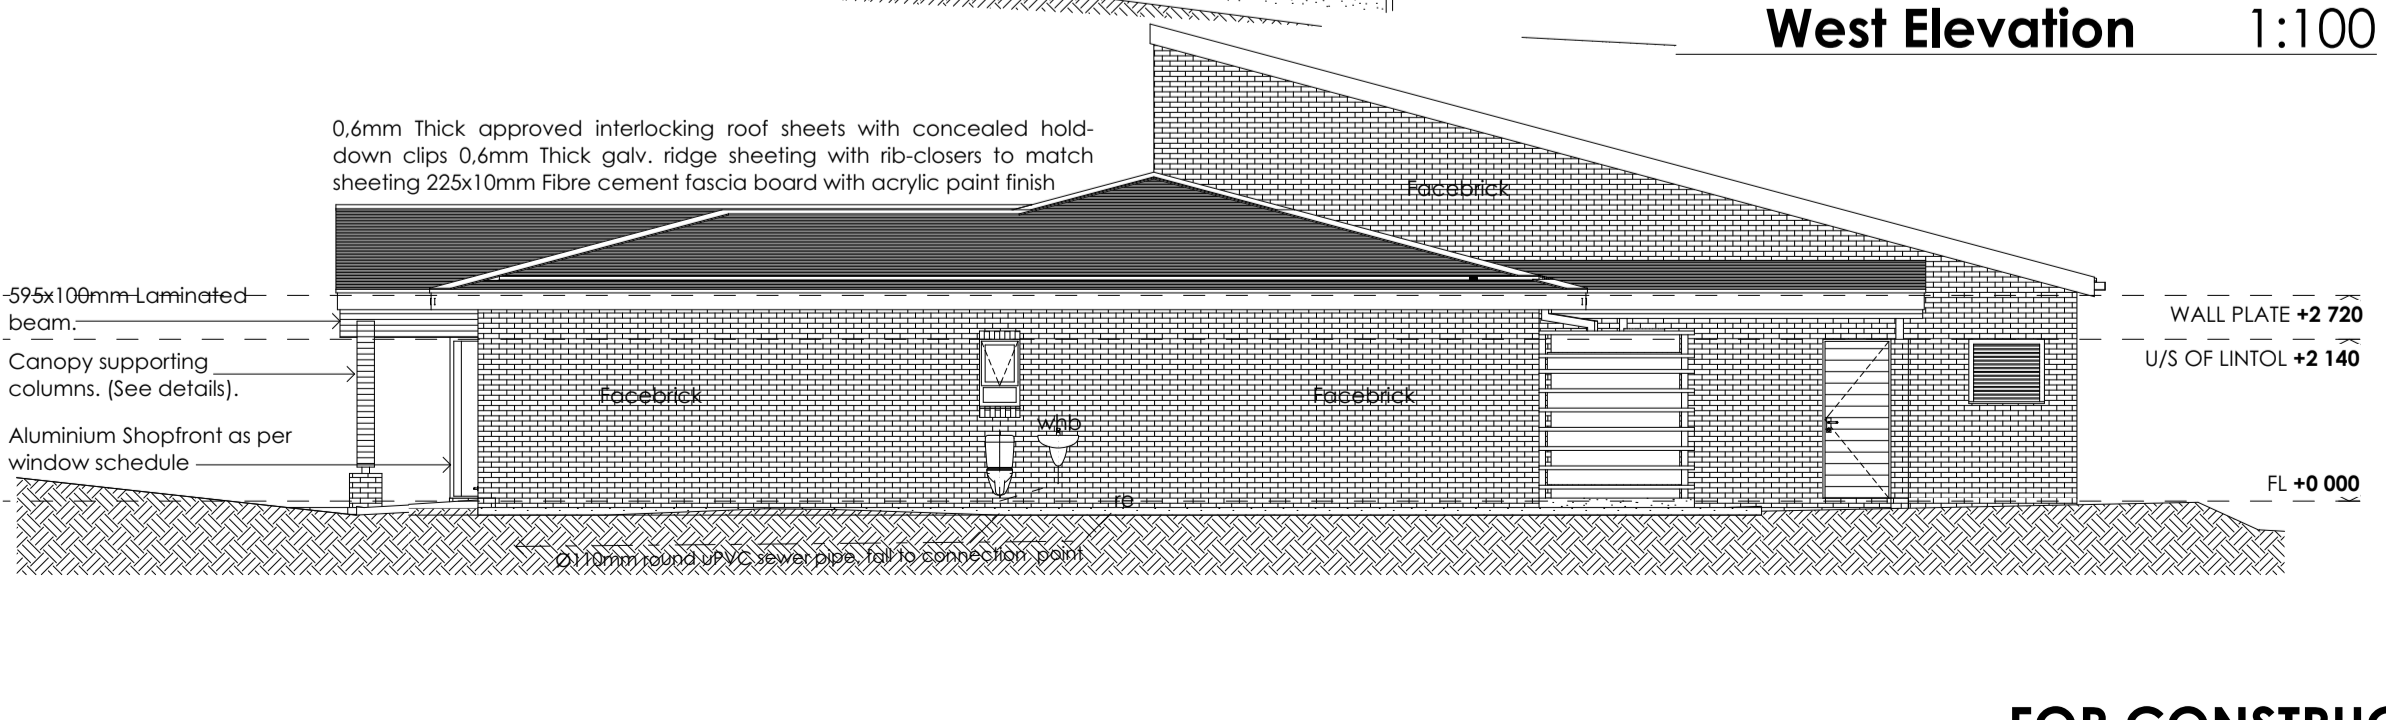 West Elevation 1:100
0,6mm Thick approved interlocking roof sheets with concealed hold-
down clips 0,6mm Thick galv. ridge sheeting with rib-closers to match
sheeting 225x10mm Fibre cement fascia board with acrylic paint finish
Facebrick
595x100mm Laminated
beam.
WALL PLATE +2 720
Canopy supporting
columns. (See details).
U/S OF LINTOL +2 140
Facebrick
Facebrick
whb
Aluminium Shopfront as per
window schedule
FL +0 000
re
Ø110mm round uPVC sewer pipe, fall to connection point